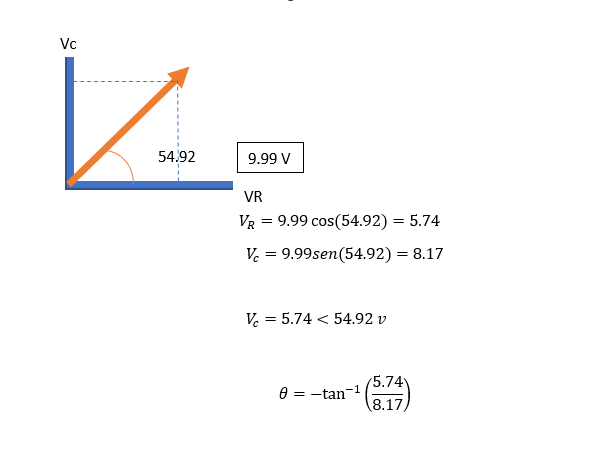 Vc
54.92
9.99 V
VR
V_R = 9.99 cos(54.92) = 5.74
V_c = 9.99sen(54.92) = 8.17
V_c = 5.74 < 54.92 v
θ = −tan⁻¹(5.74/8.17)